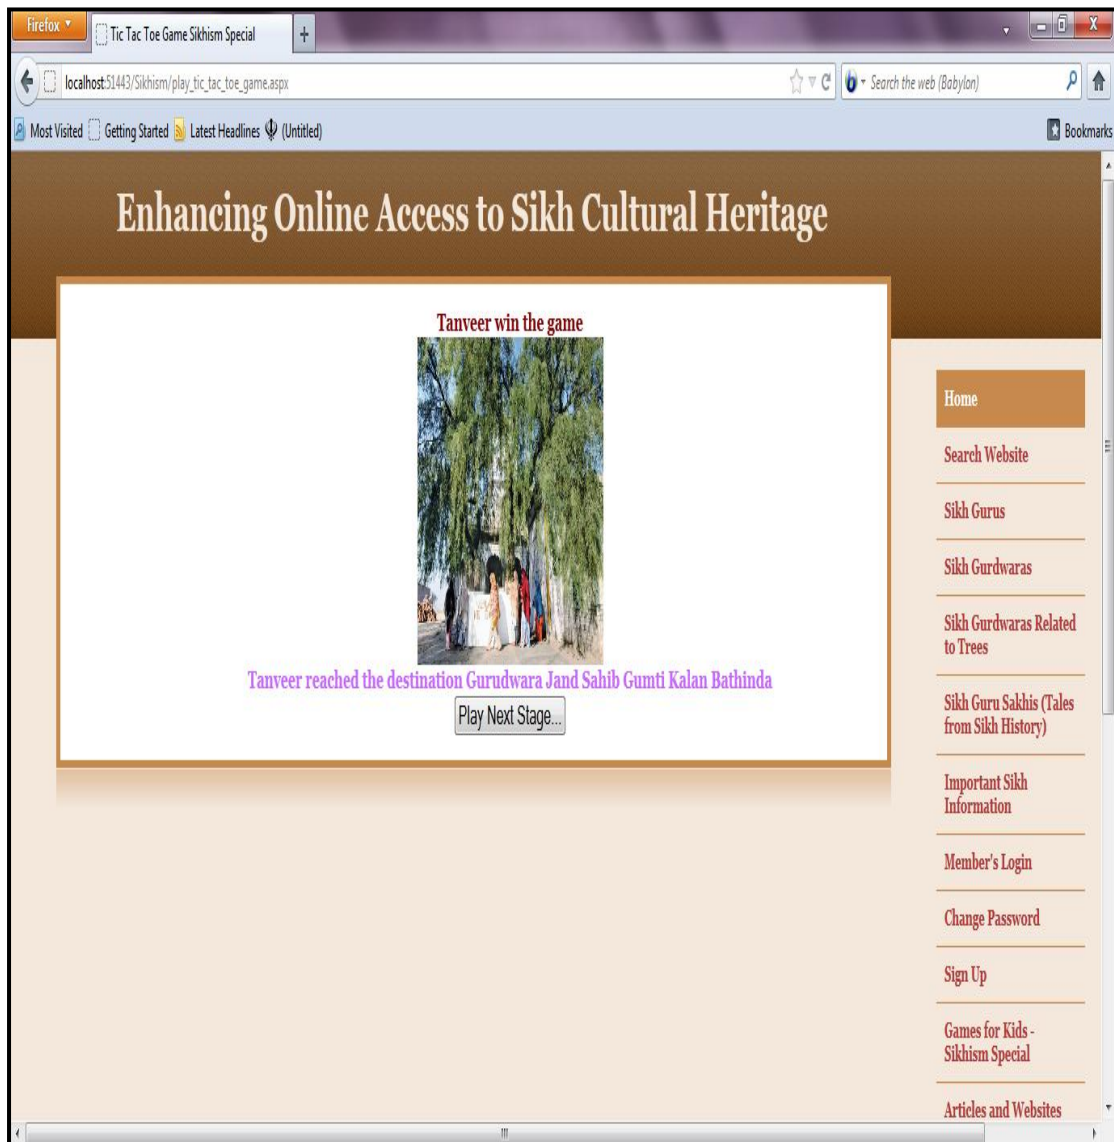 Firefox
Tic Tac Toe Game Sikhism Special
+
localhost:51443/Sikhism/play_tic_tac_toe_game.aspx
Search the web (Babylon)
Most Visited Getting Started Latest Headlines (Untitled)
Bookmarks
Enhancing Online Access to Sikh Cultural Heritage
Tanveer win the game
Tanveer reached the destination Gurudwara Jand Sahib Gumti Kalan Bathinda
Play Next Stage...
Home
Search Website
Sikh Gurus
Sikh Gurdwaras
Sikh Gurdwaras Related
to Trees
Sikh Guru Sakhis (Tales
from Sikh History)
Important Sikh
Information
Member's Login
Change Password
Sign Up
Games for Kids -
Sikhism Special
Articles and Websites